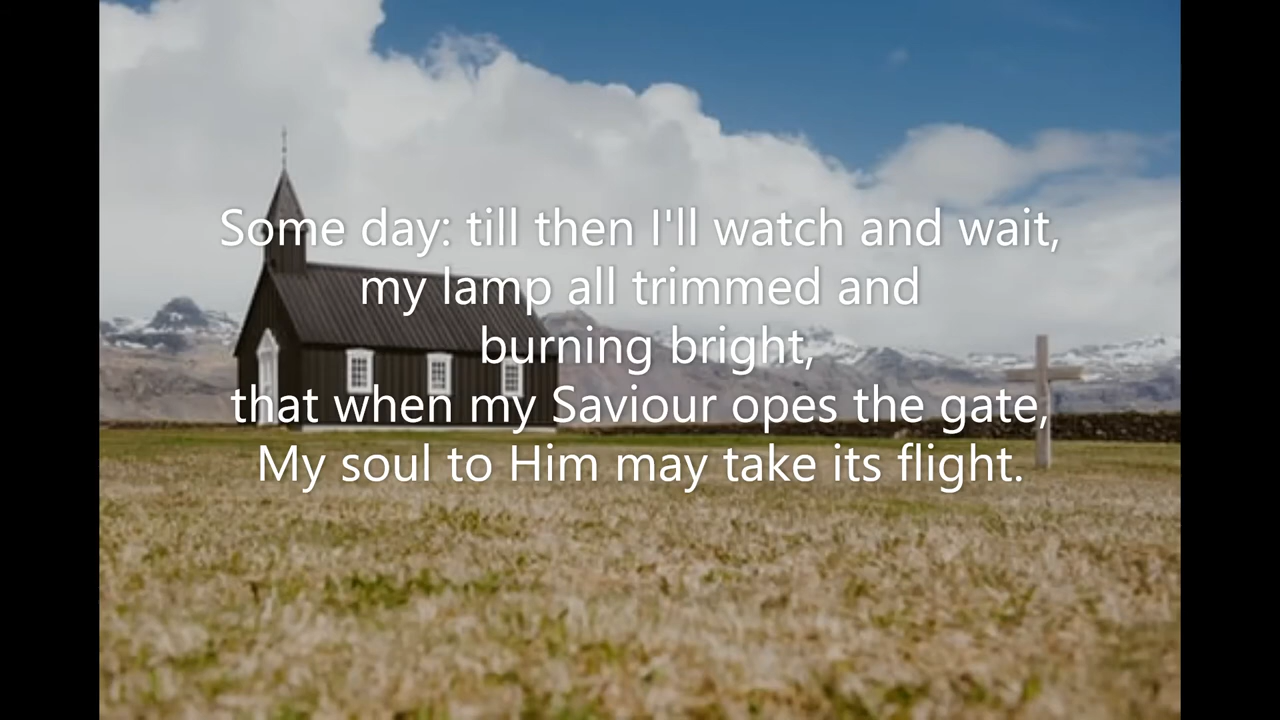 Some day: till then I'll watch and wait,
my lamp all trimmed and
burning bright,
that when my Saviour opes the gate,
My soul to Him may take its flight.